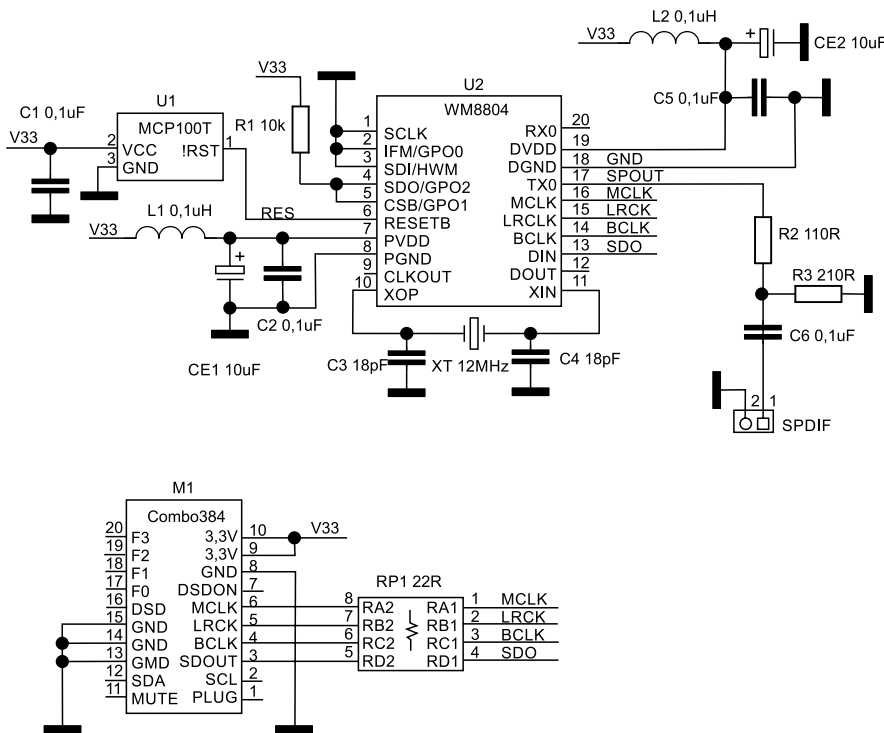 L2 0,1uH
V33
+
CE2 10uF
V33
C5 0,1uF
C1 0,1uF
V33
U1
MCP100T
2 VCC
3 GND
!RST 1
R1 10k
U2
WM8804
1 SCLK
2 IFM/GPO0
3 SDI/HWM
4 SDO/GPO2
5 CSB/GPO1
6 RESETB
7 PVDD
8 PGND
9 CLKOUT
10 XOP
RX0 20
DVDD 19
DGND 18 GND
TX0 17 SPOUT
MCLK 16 MCLK
LRCLK 15 LRCK
BCLK 14 BCLK
DIN 13 SDO
DOUT 12
XIN 11
RES
L1 0,1uH
V33
+
C2 0,1uF
CE1 10uF
C3 18pF
XT 12MHz
C4 18pF
R2 110R
R3 210R
C6 0,1uF
2 1
SPDIF
M1
Combo384
20 F3
19 F2
18 F1
17 F0
16 DSD
15 GND
14 GND
13 GMD
12 SDA
11 MUTE
3,3V 10
3,3V 9
GND 8
DSDON 7
MCLK 6
LRCK 5
BCLK 4
SDOUT 3
SCL 2
PLUG 1
V33
RP1 22R
8 RA2 RA1 1 MCLK
7 RB2 RB1 2 LRCK
6 RC2 RC1 3 BCLK
5 RD2 RD1 4 SDO